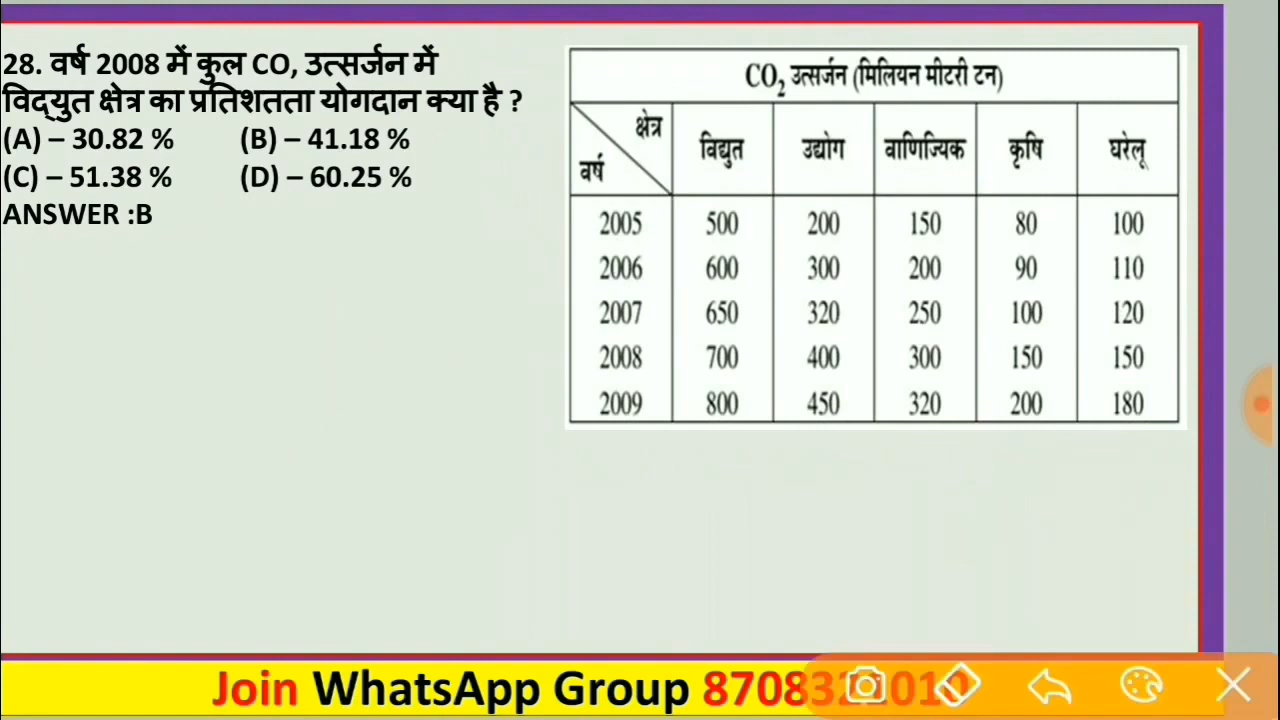 28. वर्ष 2008 में कुल CO, उत्सर्जन में
विद्युत क्षेत्र का प्रतिशतता योगदान क्या है ?
(A) – 30.82 % (B) – 41.18 %
(C) – 51.38 % (D) – 60.25 %
ANSWER :B
CO₂ उत्सर्जन (मिलियन मीटरी टन)
क्षेत्र
वर्ष विद्युत उद्योग वाणिज्यिक कृषि घरेलू
2005 500 200 150 80 100
2006 600 300 200 90 110
2007 650 320 250 100 120
2008 700 400 300 150 150
2009 800 450 320 200 180
Join WhatsApp Group